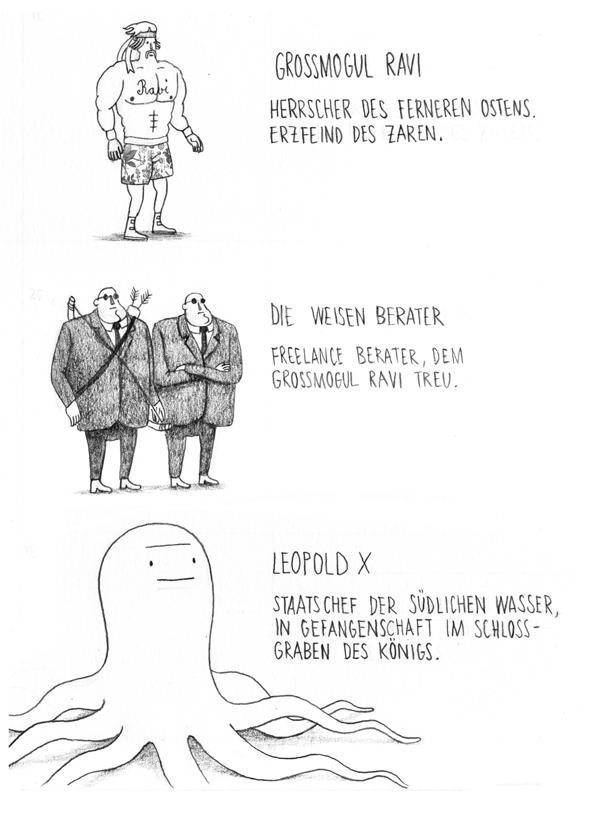 GROSSMOGUL RAVI
HERRSCHER DES FERNEREN OSTENS.
ERZFEIND DES ZAREN.
Ravi
DIE WEISEN BERATER
FREELANCE BERATER, DEM
GROSSMOGUL RAVI TREU.
LEOPOLD X
STAATSCHEF DER SÜDLICHEN WASSER,
IN GEFANGENSCHAFT IM SCHLOSS-
GRABEN DES KÖNIGS.